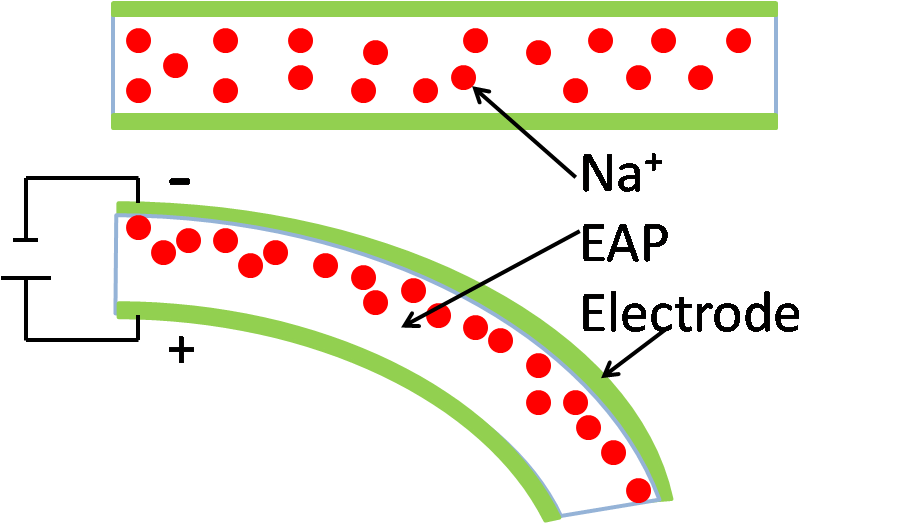 Na⁺
-
EAP
Electrode
+